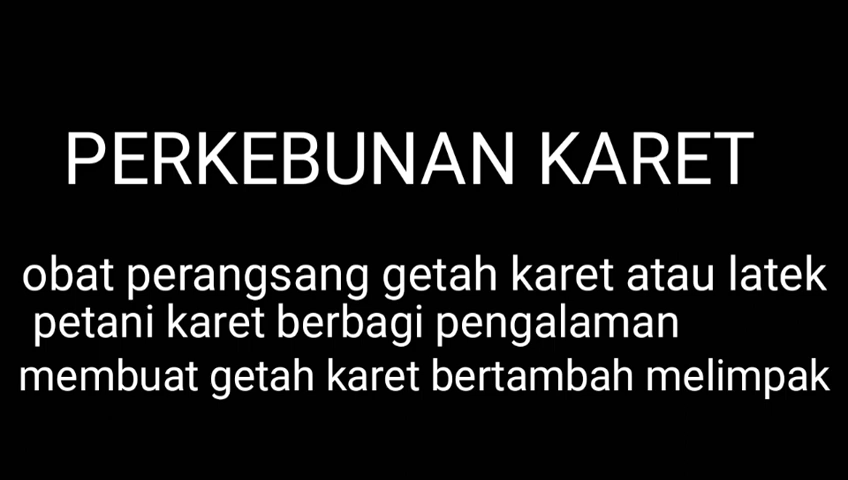 PERKEBUNAN KARET
obat perangsang getah karet atau latek
petani karet berbagi pengalaman
membuat getah karet bertambah melimpak